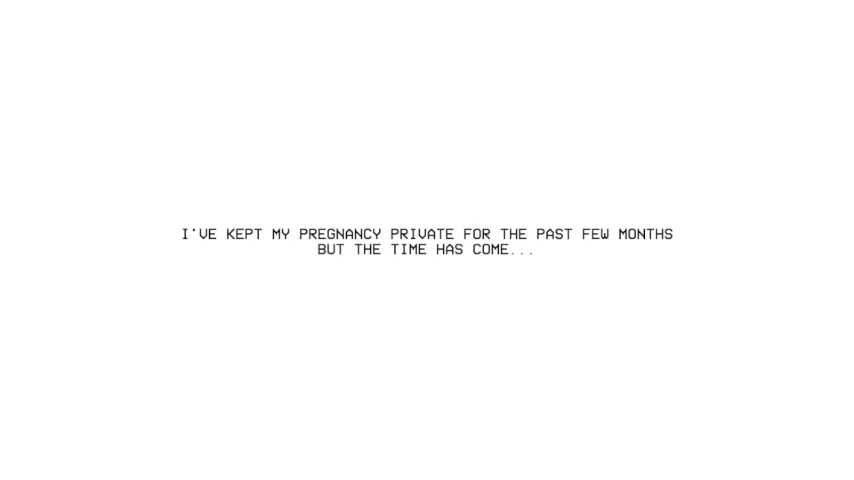 I'VE KEPT MY PREGNANCY PRIVATE FOR THE PAST FEW MONTHS
BUT THE TIME HAS COME...